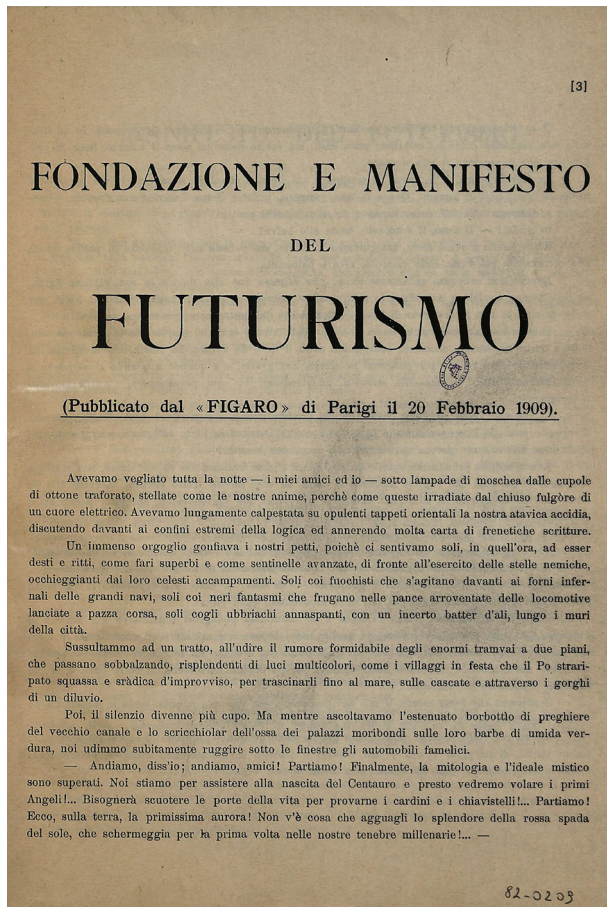 [3]
FONDAZIONE E MANIFESTO
DEL
FUTURISMO
(Pubblicato dal « FIGARO » di Parigi il 20 Febbraio 1909).
Avevamo vegliato tutta la notte — i miei amici ed io — sotto lampade di moschea dalle cupole
di ottone traforato, stellate come le nostre anime, perchè come queste irradiate dal chiuso fulgòre di
un cuore elettrico. Avevamo lungamente calpestata su opulenti tappeti orientali la nostra atavica accidia,
discutendo davanti ai confini estremi della logica ed annerendo molta carta di frenetiche scritture.
Un immenso orgoglio gonfiava i nostri petti, poichè ci sentivamo soli, in quell'ora, ad esser
desti e ritti, come fari superbi e come sentinelle avanzate, di fronte all'esercito delle stelle nemiche,
occhieggianti dai loro celesti accampamenti. Soli coi fuochisti che s'agitano davanti ai forni infer-
nali delle grandi navi, soli coi neri fantasmi che frugano nelle pance arroventate delle locomotive
lanciate a pazza corsa, soli cogli ubbriachi annaspanti, con un incerto batter d'ali, lungo i muri
della città.
Sussultammo ad un tratto, all'udire il rumore formidabile degli enormi tramvai a due piani,
che passano sobbalzando, risplendenti di luci multicolori, come i villaggi in festa che il Po strari-
pato squassa e sràdica d'improvviso, per trascinarli fino al mare, sulle cascate e attraverso i gorghi
di un diluvio.
Poi, il silenzio divenne più cupo. Ma mentre ascoltavamo l'estenuato borbottìo di preghiere
del vecchio canale e lo scricchiolar dell'ossa dei palazzi moribondi sulle loro barbe di umida ver-
dura, noi udimmo subitamente ruggire sotto le finestre gli automobili famelici.
— Andiamo, diss'io; andiamo, amici! Partiamo! Finalmente, la mitologia e l'ideale mistico
sono superati. Noi stiamo per assistere alla nascita del Centauro e presto vedremo volare i primi
Angeli!... Bisognerà scuotere le porte della vita per provarne i cardini e i chiavistelli!... Partiamo!
Ecco, sulla terra, la primissima aurora! Non v'è cosa che agguagli lo splendore della rossa spada
del sole, che schermeggia per la prima volta nelle nostre tenebre millenarie!... —
82-0209